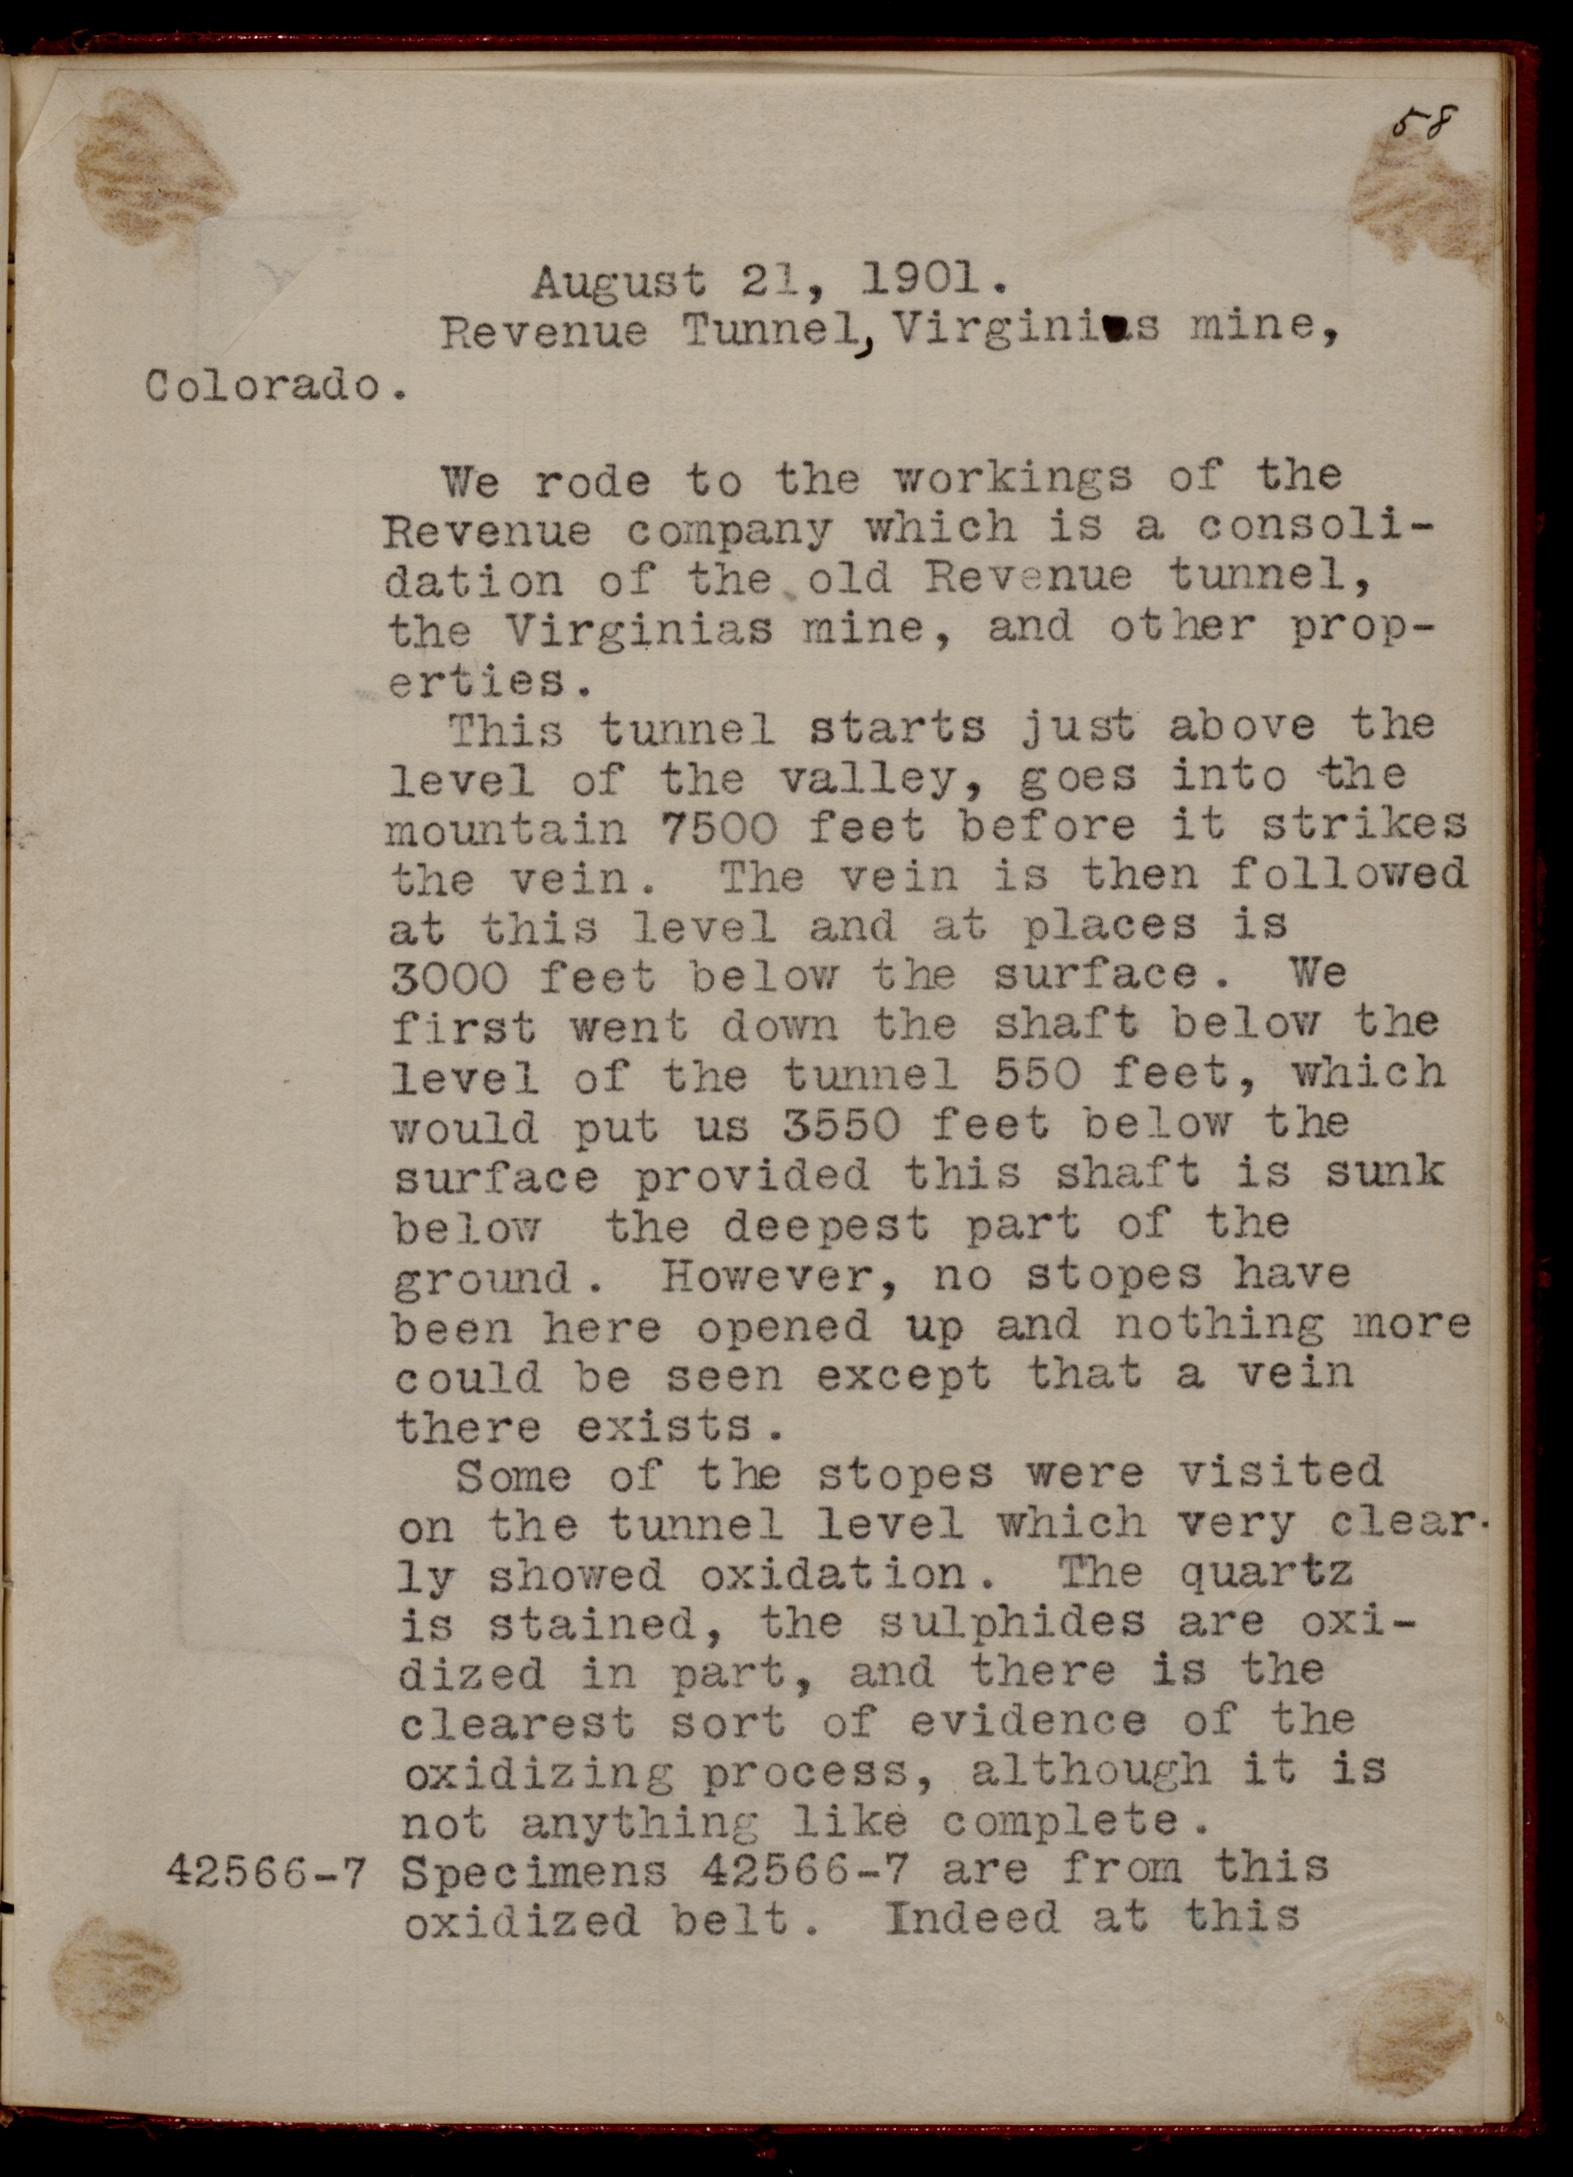 58
August 21, 1901.
Revenue Tunnel, Virginias mine,
Colorado.
We rode to the workings of the
Revenue company which is a consoli-
dation of the old Revenue tunnel,
the Virginias mine, and other prop-
erties.
This tunnel starts just above the
level of the valley, goes into the
mountain 7500 feet before it strikes
the vein. The vein is then followed
at this level and at places is
3000 feet below the surface. We
first went down the shaft below the
level of the tunnel 550 feet, which
would put us 3550 feet below the
surface provided this shaft is sunk
below the deepest part of the
ground. However, no stopes have
been here opened up and nothing more
could be seen except that a vein
there exists.
Some of the stopes were visited
on the tunnel level which very clear-
ly showed oxidation. The quartz
is stained, the sulphides are oxi-
dized in part, and there is the
clearest sort of evidence of the
oxidizing process, although it is
not anything like complete.
42566-7 Specimens 42566-7 are from this
oxidized belt. Indeed at this